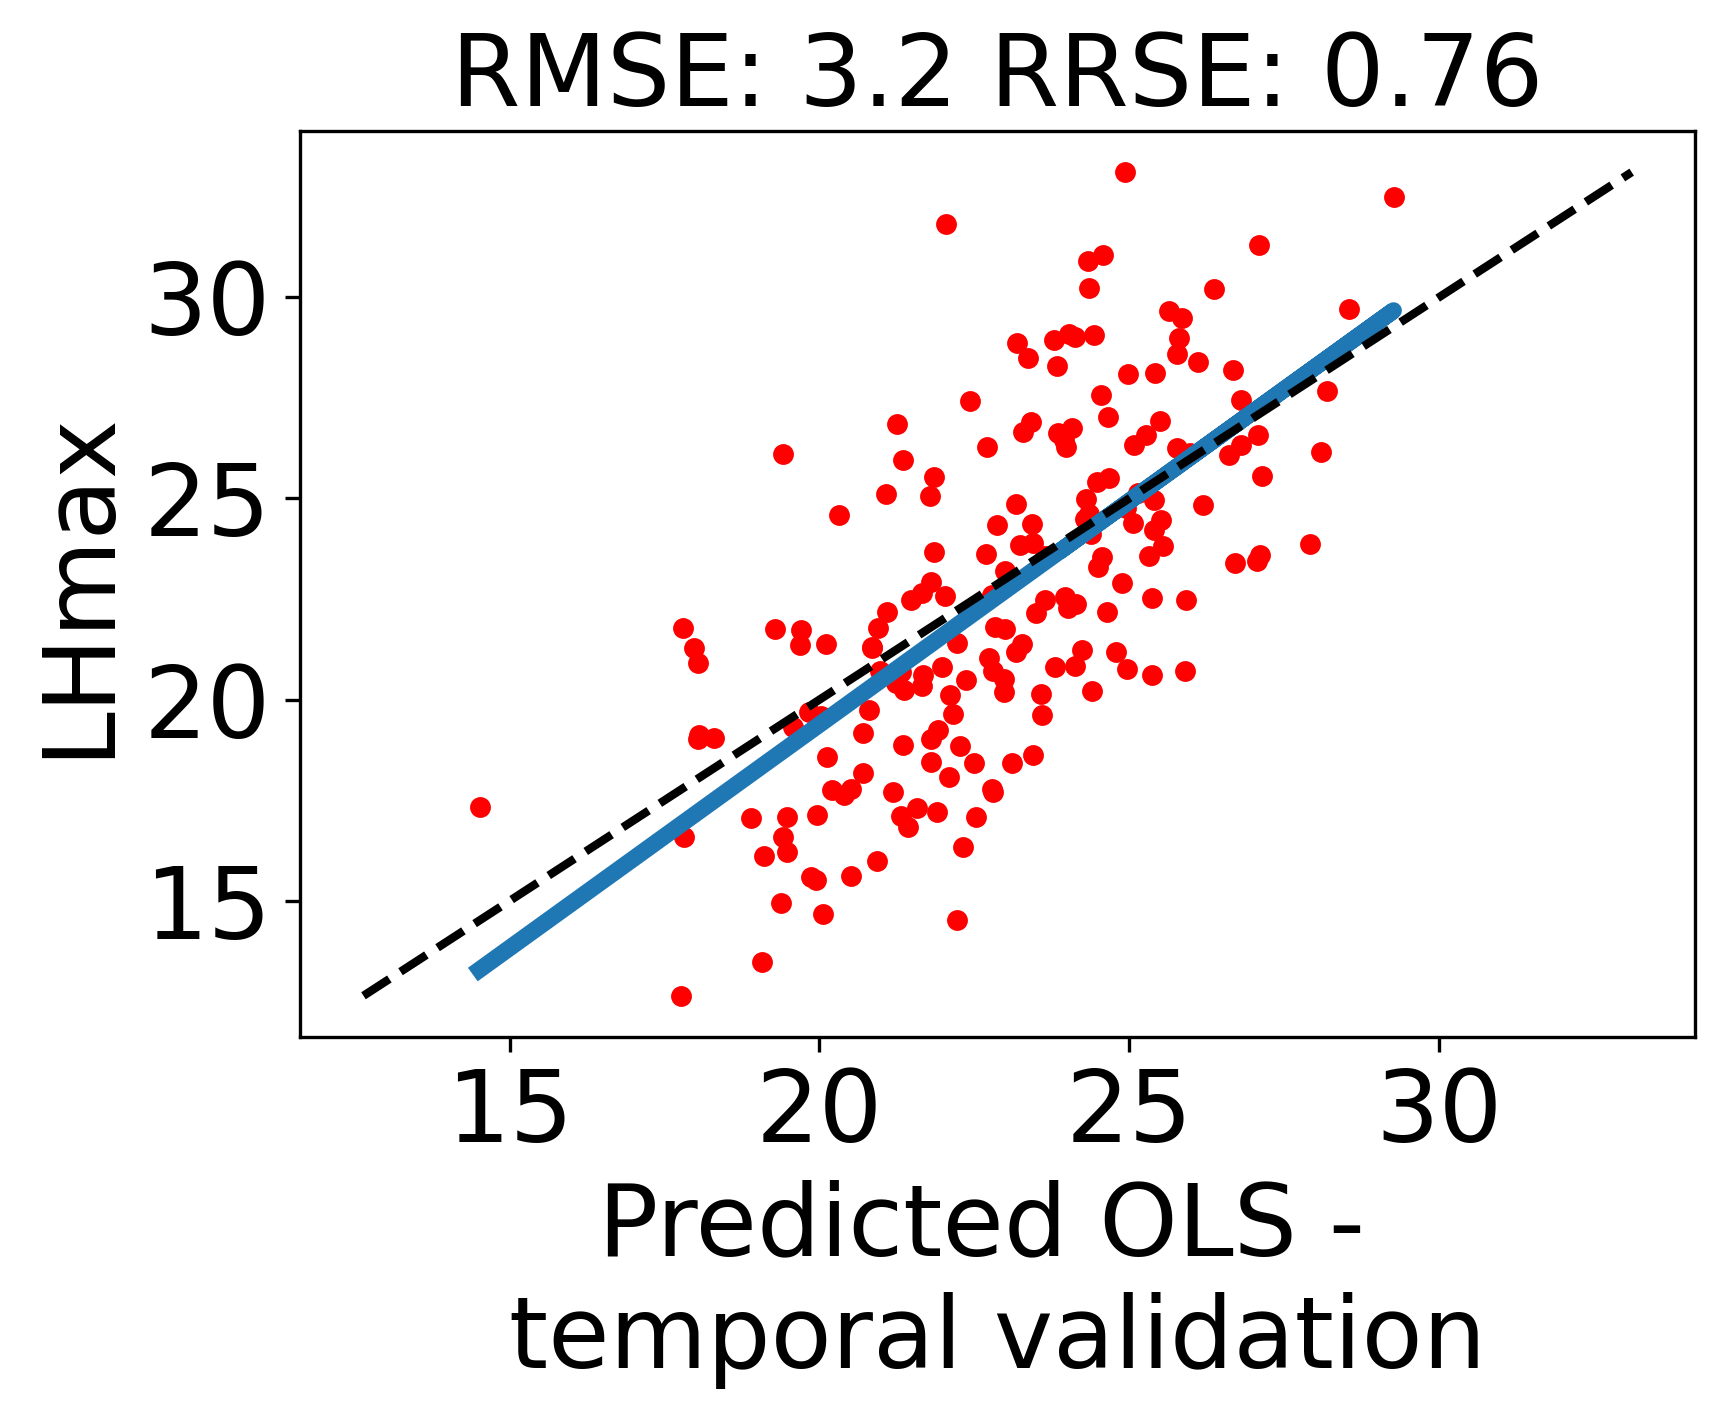 RMSE: 3.2 RRSE: 0.76
LHmax
30
25
20
15
15 20 25 30
Predicted OLS -
temporal validation